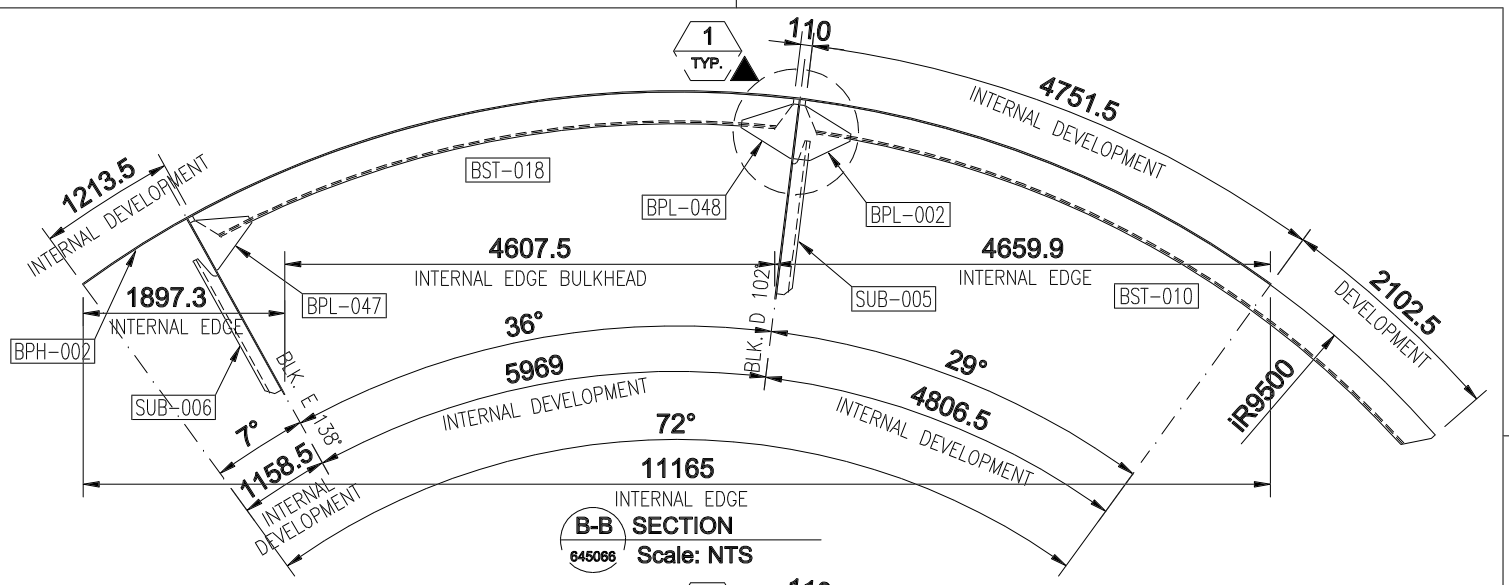 1
TYP.
110
4751.5
INTERNAL DEVELOPMENT
1213.5
INTERNAL DEVELOPMENT
BST-018
BPL-048
BPL-002
4607.5
INTERNAL EDGE BULKHEAD
4659.9
INTERNAL EDGE
2102.5
DEVELOPMENT
1897.3
INTERNAL EDGE
BPL-047
SUB-005
BST-010
BPH-002
36°
BLK. D 102°
29°
iR9500
SUB-006
BLK. E 138°
5969
INTERNAL DEVELOPMENT
4806.5
INTERNAL DEVELOPMENT
7°
72°
1158.5
INTERNAL
DEVELOPMENT
11165
INTERNAL EDGE
B-B SECTION
645066 Scale: NTS